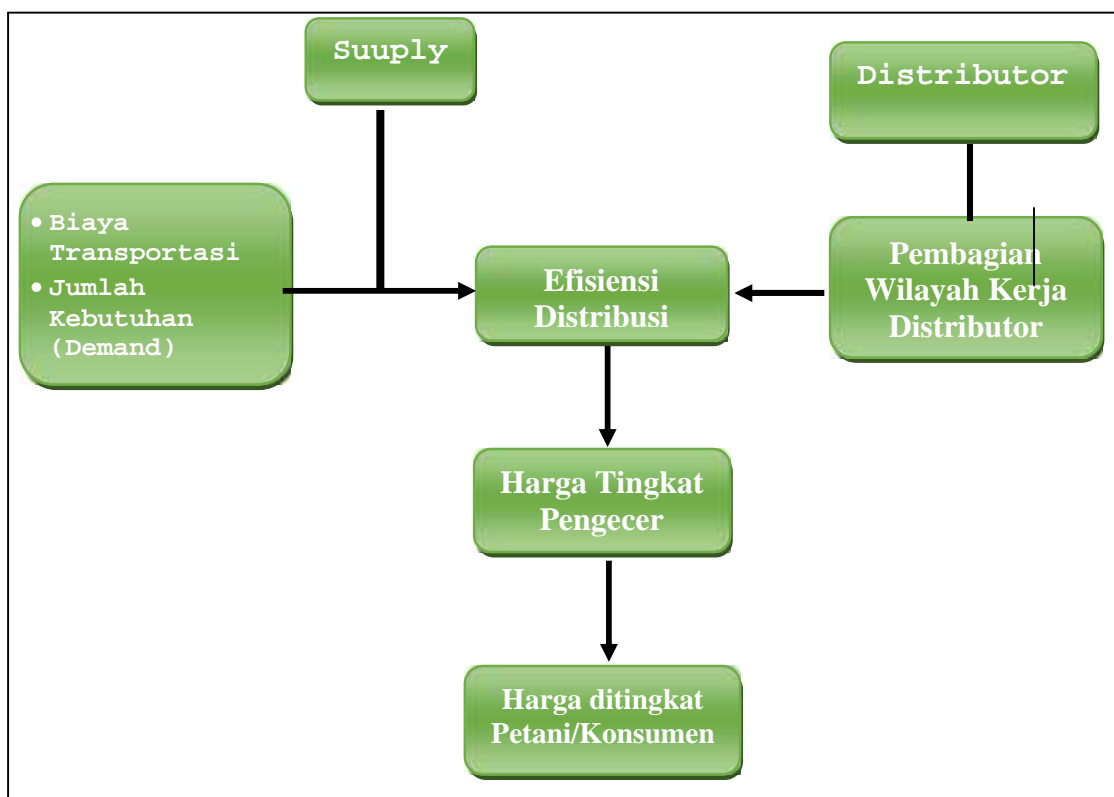 Suuply
Distributor
• Biaya
Transportasi
• Jumlah
Kebutuhan
(Demand)
Efisiensi
Distribusi
Pembagian
Wilayah Kerja
Distributor
Harga Tingkat
Pengecer
Harga ditingkat
Petani/Konsumen